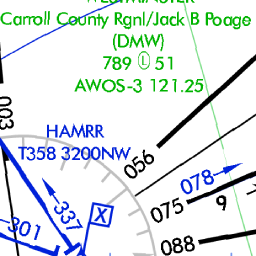 WESTMINSTER
Carroll County Rgnl/Jack B Poage
(DMW)
789 Ⓛ 51
AWOS-3 121.25
003
HAMRR
T358 3200NW
056
078
075
9
337
X
301
088